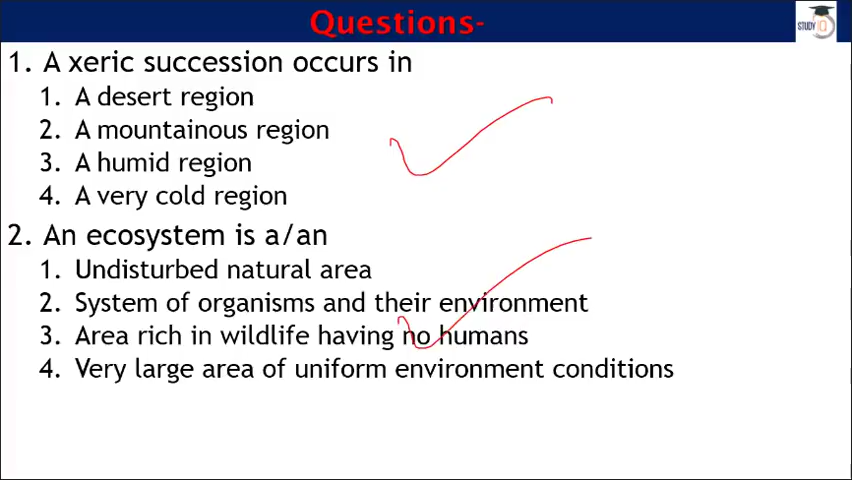 Questions-
STUDY IQ
1. A xeric succession occurs in
1. A desert region
2. A mountainous region
3. A humid region
4. A very cold region
2. An ecosystem is a/an
1. Undisturbed natural area
2. System of organisms and their environment
3. Area rich in wildlife having no humans
4. Very large area of uniform environment conditions